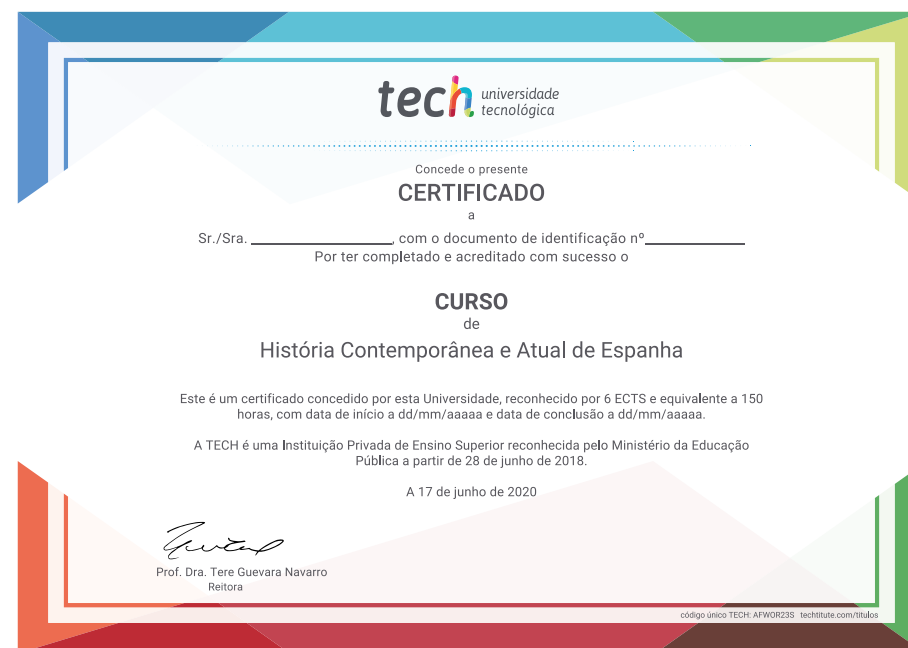 tech universidade
tecnológica
Concede o presente
CERTIFICADO
a
Sr./Sra. ____________________, com o documento de identificação nº______________
Por ter completado e acreditado com sucesso o
CURSO
de
História Contemporânea e Atual de Espanha
Este é um certificado concedido por esta Universidade, reconhecido por 6 ECTS e equivalente a 150
horas, com data de início a dd/mm/aaaaa e data de conclusão a dd/mm/aaaaa.
A TECH é uma Instituição Privada de Ensino Superior reconhecida pelo Ministério da Educação
Pública a partir de 28 de junho de 2018.
A 17 de junho de 2020
Prof. Dra. Tere Guevara Navarro
Reitora
código único TECH: AFWOR23S techtitute.com/titulos